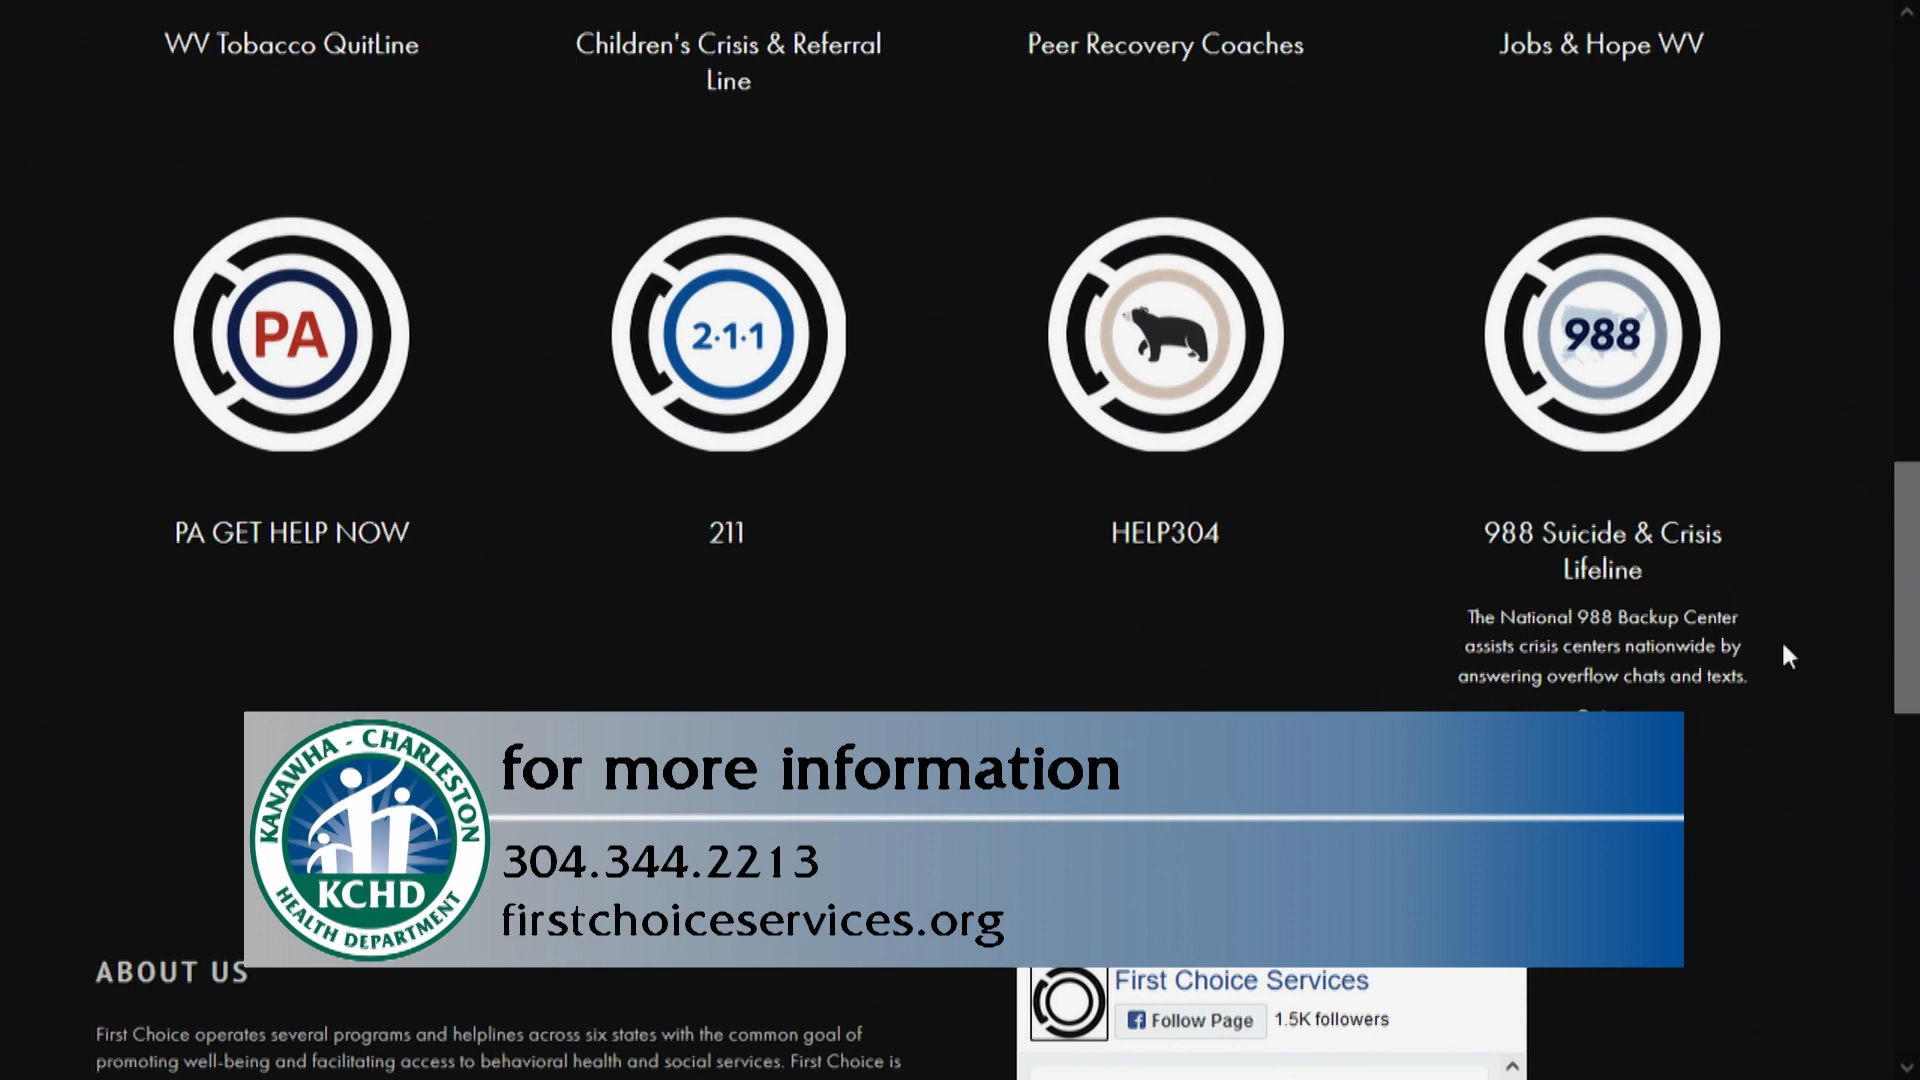 WV Tobacco QuitLine
Children's Crisis & Referral
Line
Peer Recovery Coaches
Jobs & Hope WV
PA
2·1·1
988
PA GET HELP NOW
211
HELP304
988 Suicide & Crisis
Lifeline
The National 988 Backup Center
assists crisis centers nationwide by
answering overflow chats and texts.
KANAWHA - CHARLESTON
KCHD
HEALTH DEPARTMENT
for more information
304.344.2213
firstchoiceservices.org
ABOUT US
First Choice operates several programs and helplines across six states with the common goal of
promoting well-being and facilitating access to behavioral health and social services. First Choice is
First Choice Services
Follow Page
1.5K followers